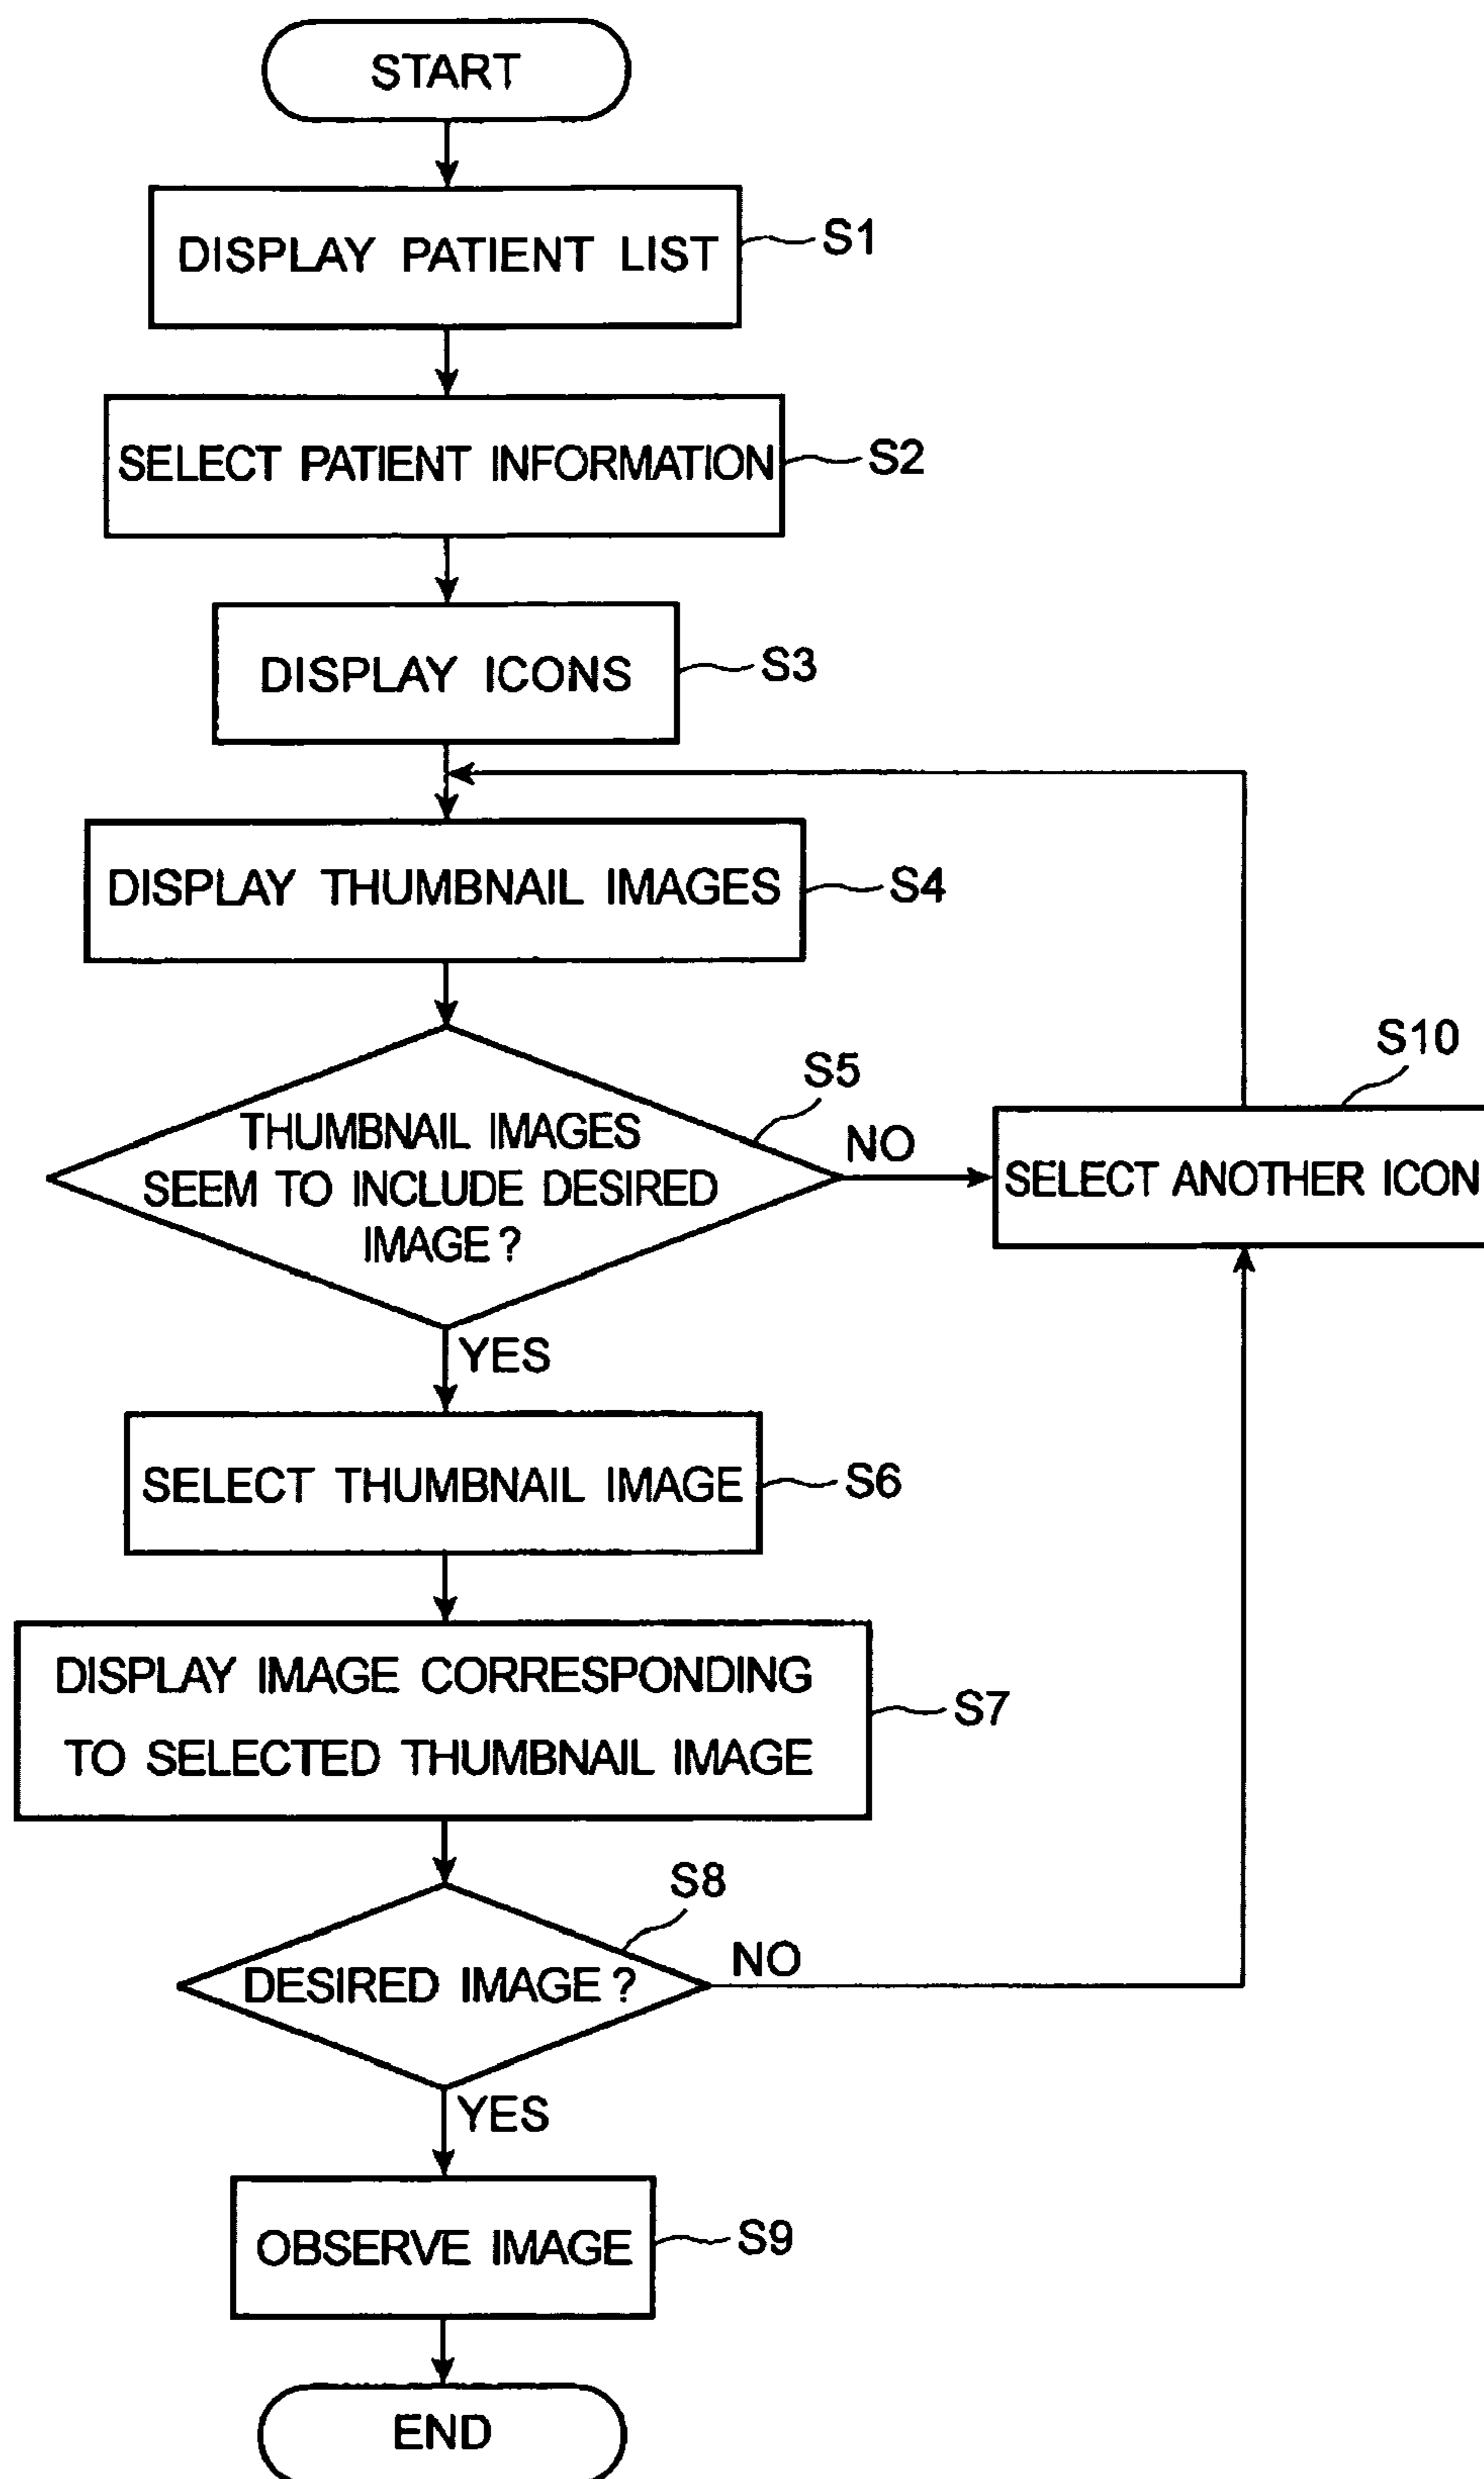 START
DISPLAY PATIENT LIST
S1
SELECT PATIENT INFORMATION
S2
DISPLAY ICONS
S3
DISPLAY THUMBNAIL IMAGES
S4
S5
THUMBNAIL IMAGES
SEEM TO INCLUDE DESIRED
IMAGE?
NO
S10
SELECT ANOTHER ICON
YES
SELECT THUMBNAIL IMAGE
S6
DISPLAY IMAGE CORRESPONDING
TO SELECTED THUMBNAIL IMAGE
S7
S8
DESIRED IMAGE?
NO
YES
OBSERVE IMAGE
S9
END